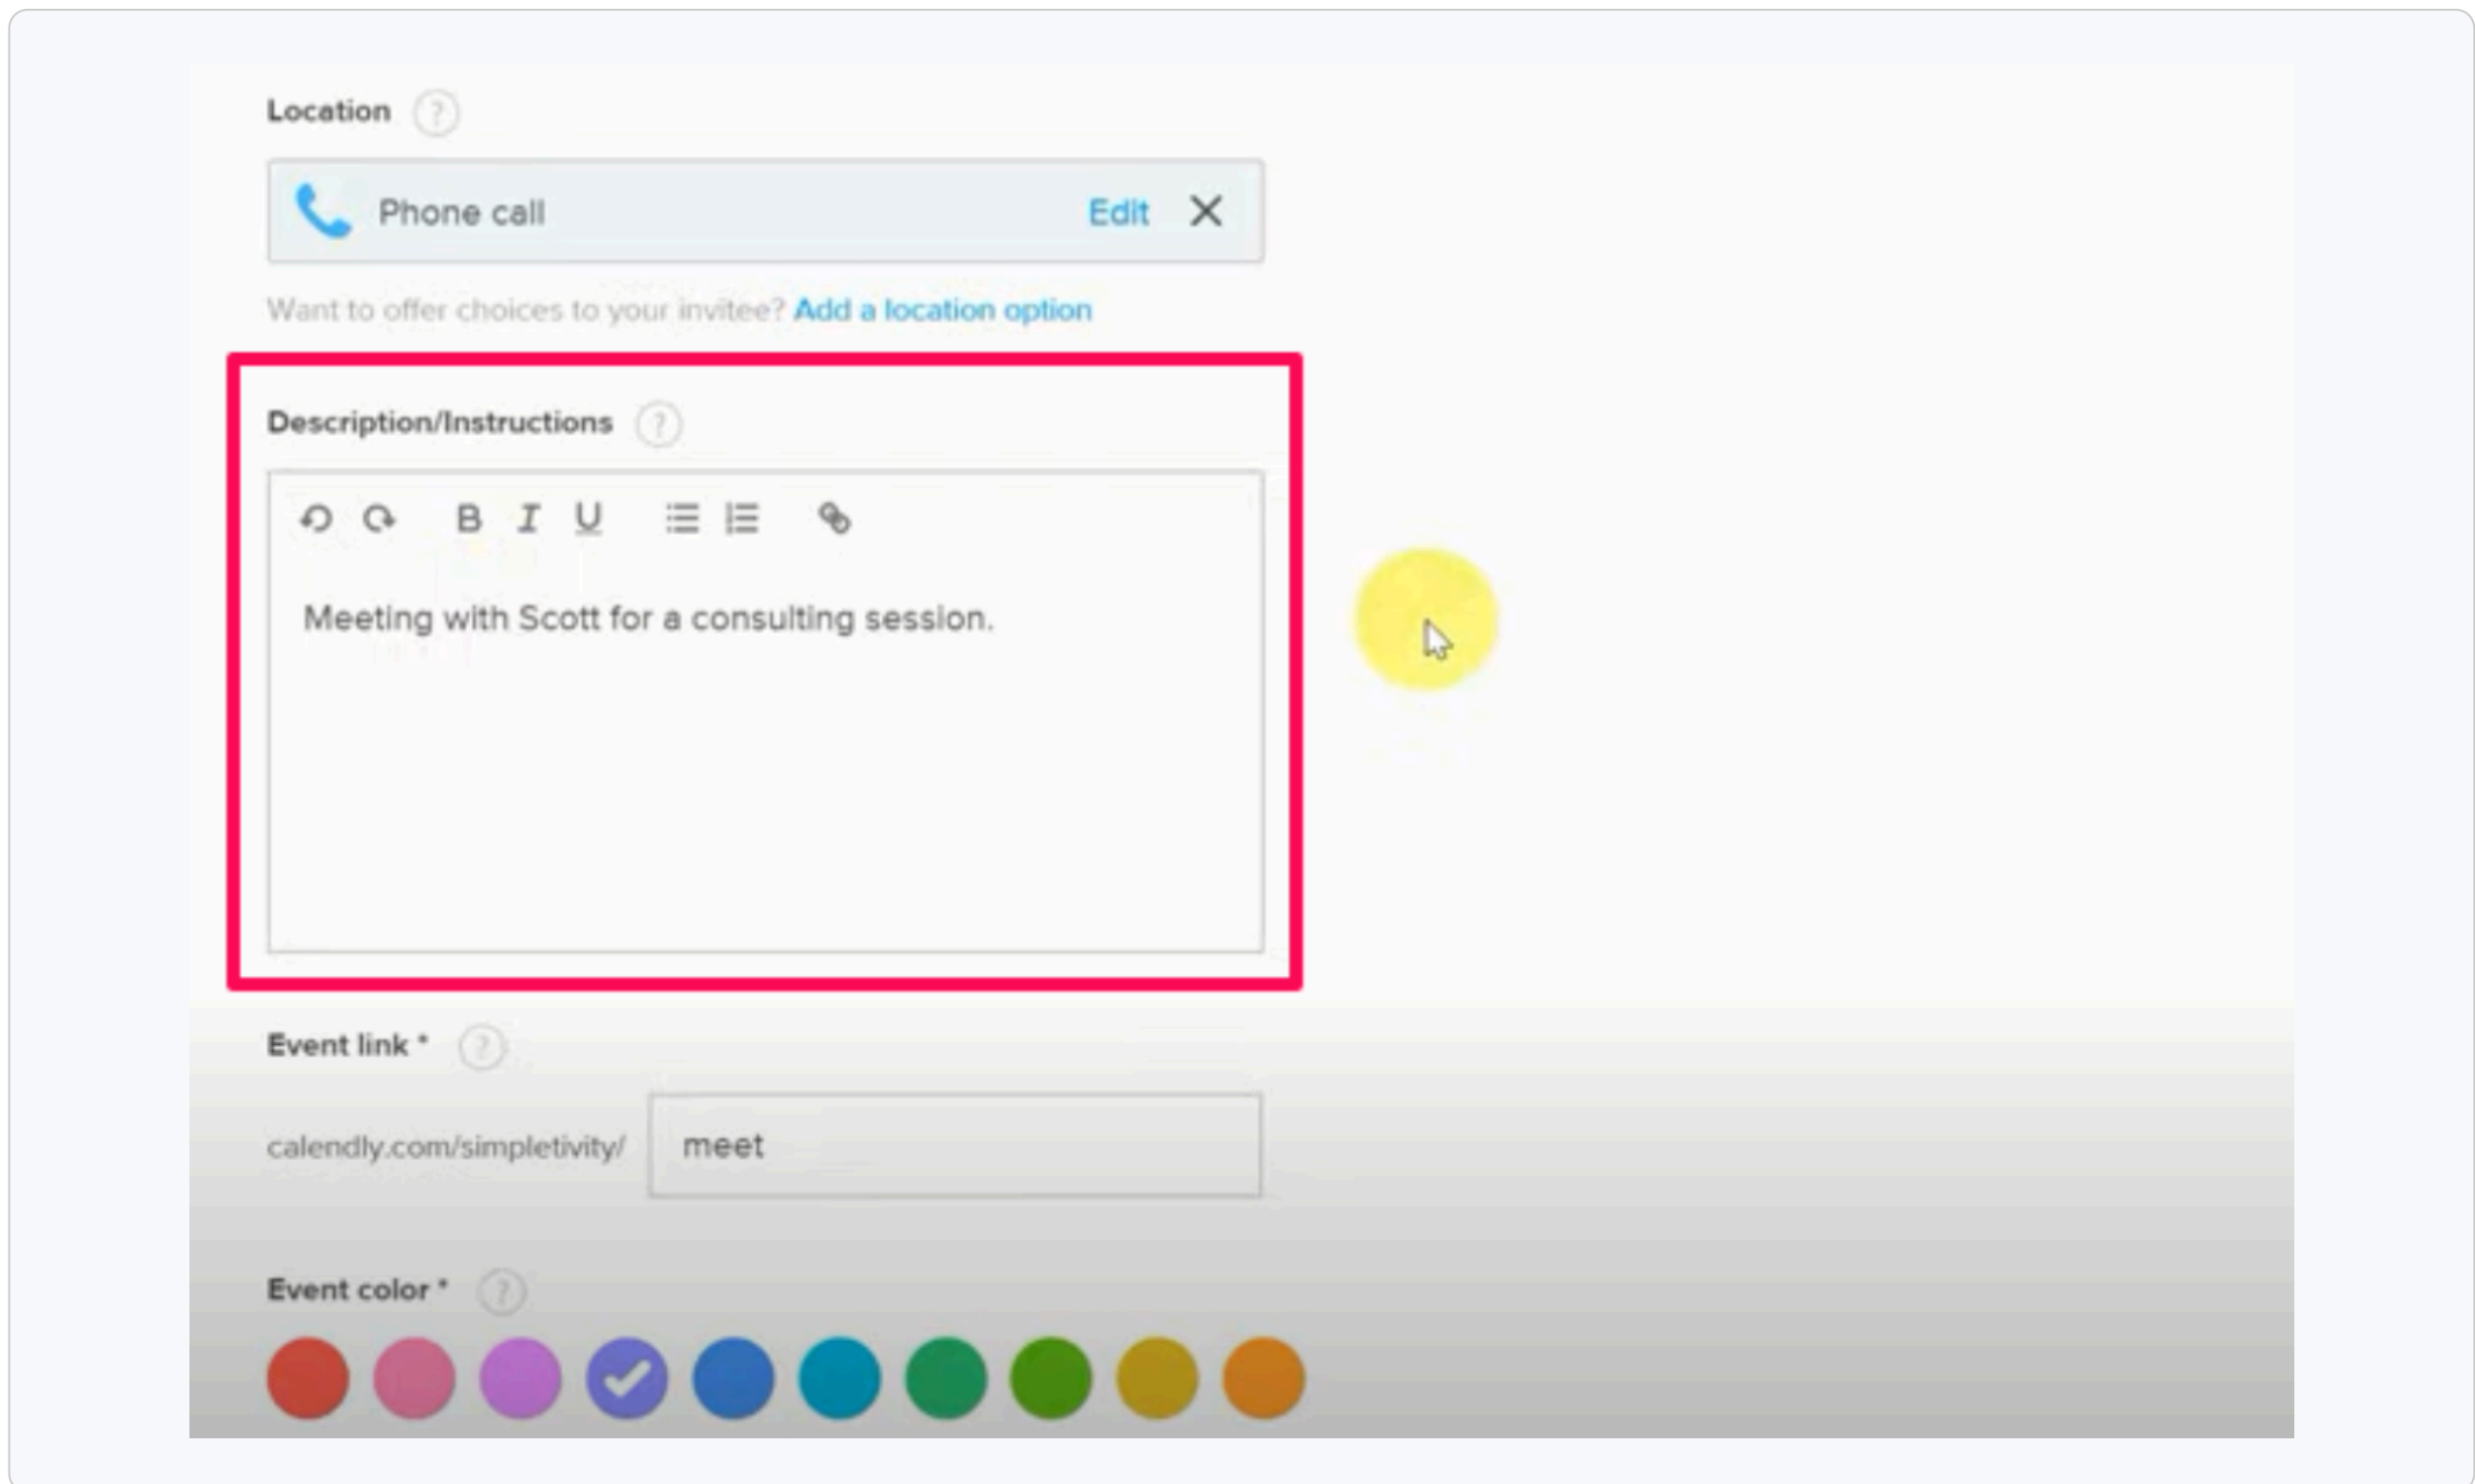 Location ?
Phone call Edit
Want to offer choices to your invitee? Add a location option
Description/Instructions ?
B I U
Meeting with Scott for a consulting session.
Event link * ?
calendly.com/simpletivity/ meet
Event color * ?